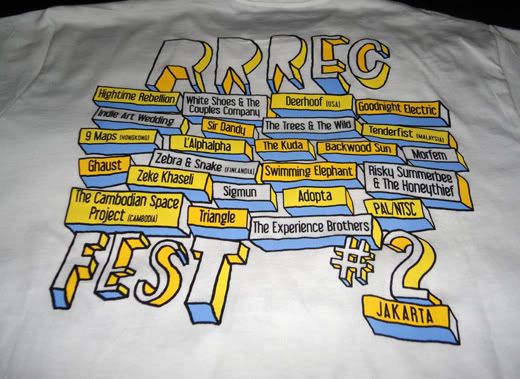 RRREC
Hightime Rebellion
White Shoes & The
Couples Company
Deerhoof (USA)
Goodnight Electric
Indie Art Wedding
Sir Dandy
The Trees & The Wild
Tenderfist (MALAYSIA)
9 Maps (HONGKONG)
L'Alphalpha
The Kuda
Backwood Sun
Morfem
Ghaust
Zebra & Snake (FINLANDIA)
Swimming Elephant
Risky Summerbee
& The Honeythief
Zeke Khaseli
Sigmun
Adopta
PAL/NTSC
The Cambodian Space
Project (CAMBODIA)
Triangle
The Experience Brothers
FEST #2
JAKARTA